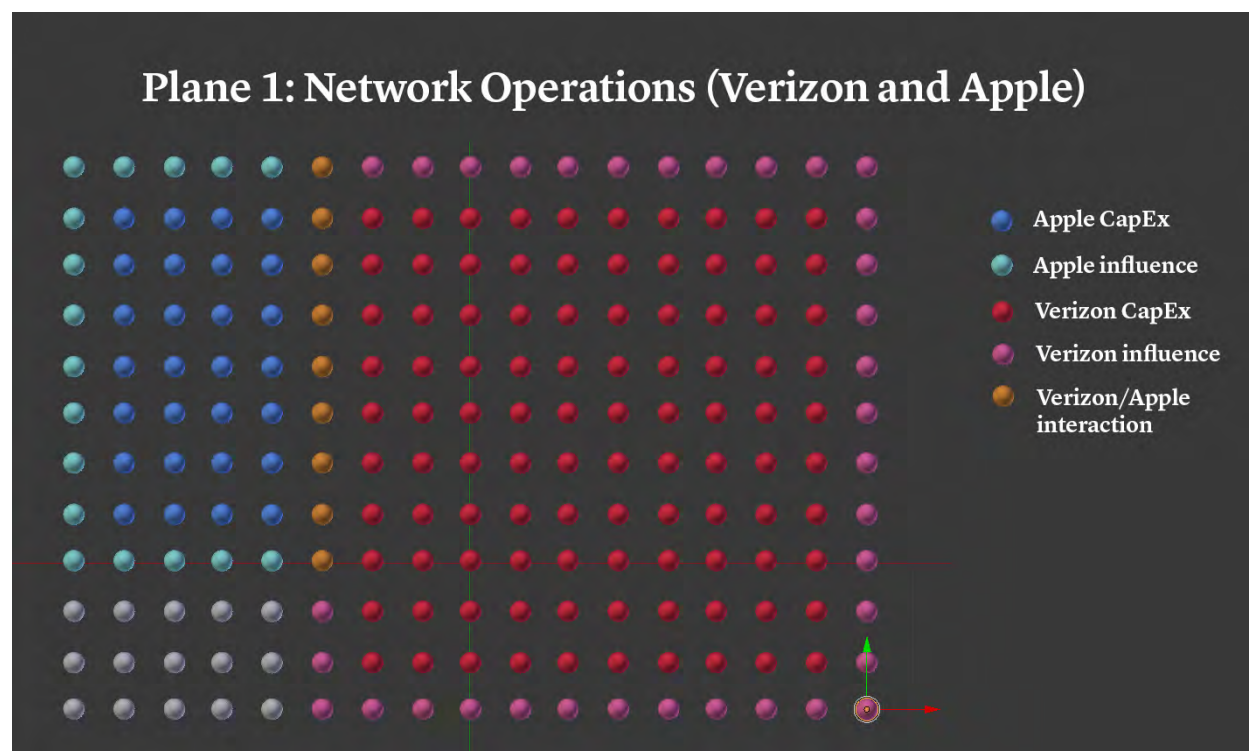 Plane 1: Network Operations (Verizon and Apple)
Apple CapEx
Apple influence
Verizon CapEx
Verizon influence
Verizon/Apple
interaction